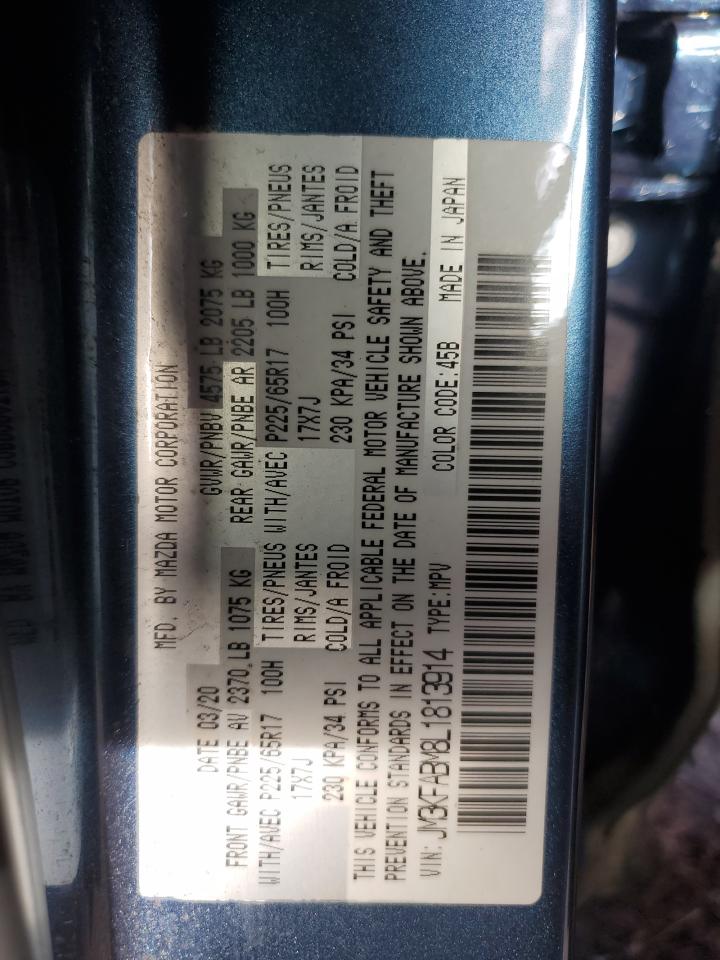 MFD. BY MAZDA MOTOR CORPORATION
DATE 03/20 GVWR/PNBV 4575 LB 2075 KG
FRONT GAWR/PNBE AV 2370 LB 1075 KG REAR GAWR/PNBE AR 2205 LB 1000 KG
WITH/AVEC P225/65R17 100H TIRES/PNEUS WITH/AVEC P225/65R17 100H TIRES/PNEUS
17X7J RIMS/JANTES 17X7J RIMS/JANTES
230 KPA/34 PSI COLD/A FROID 230 KPA/34 PSI COLD/A FROID
THIS VEHICLE CONFORMS TO ALL APPLICABLE FEDERAL MOTOR VEHICLE SAFETY AND THEFT
PREVENTION STANDARDS IN EFFECT ON THE DATE OF MANUFACTURE SHOWN ABOVE.
VIN: JM3KFABM8L1813914 TYPE:MPV COLOR CODE:45B MADE IN JAPAN